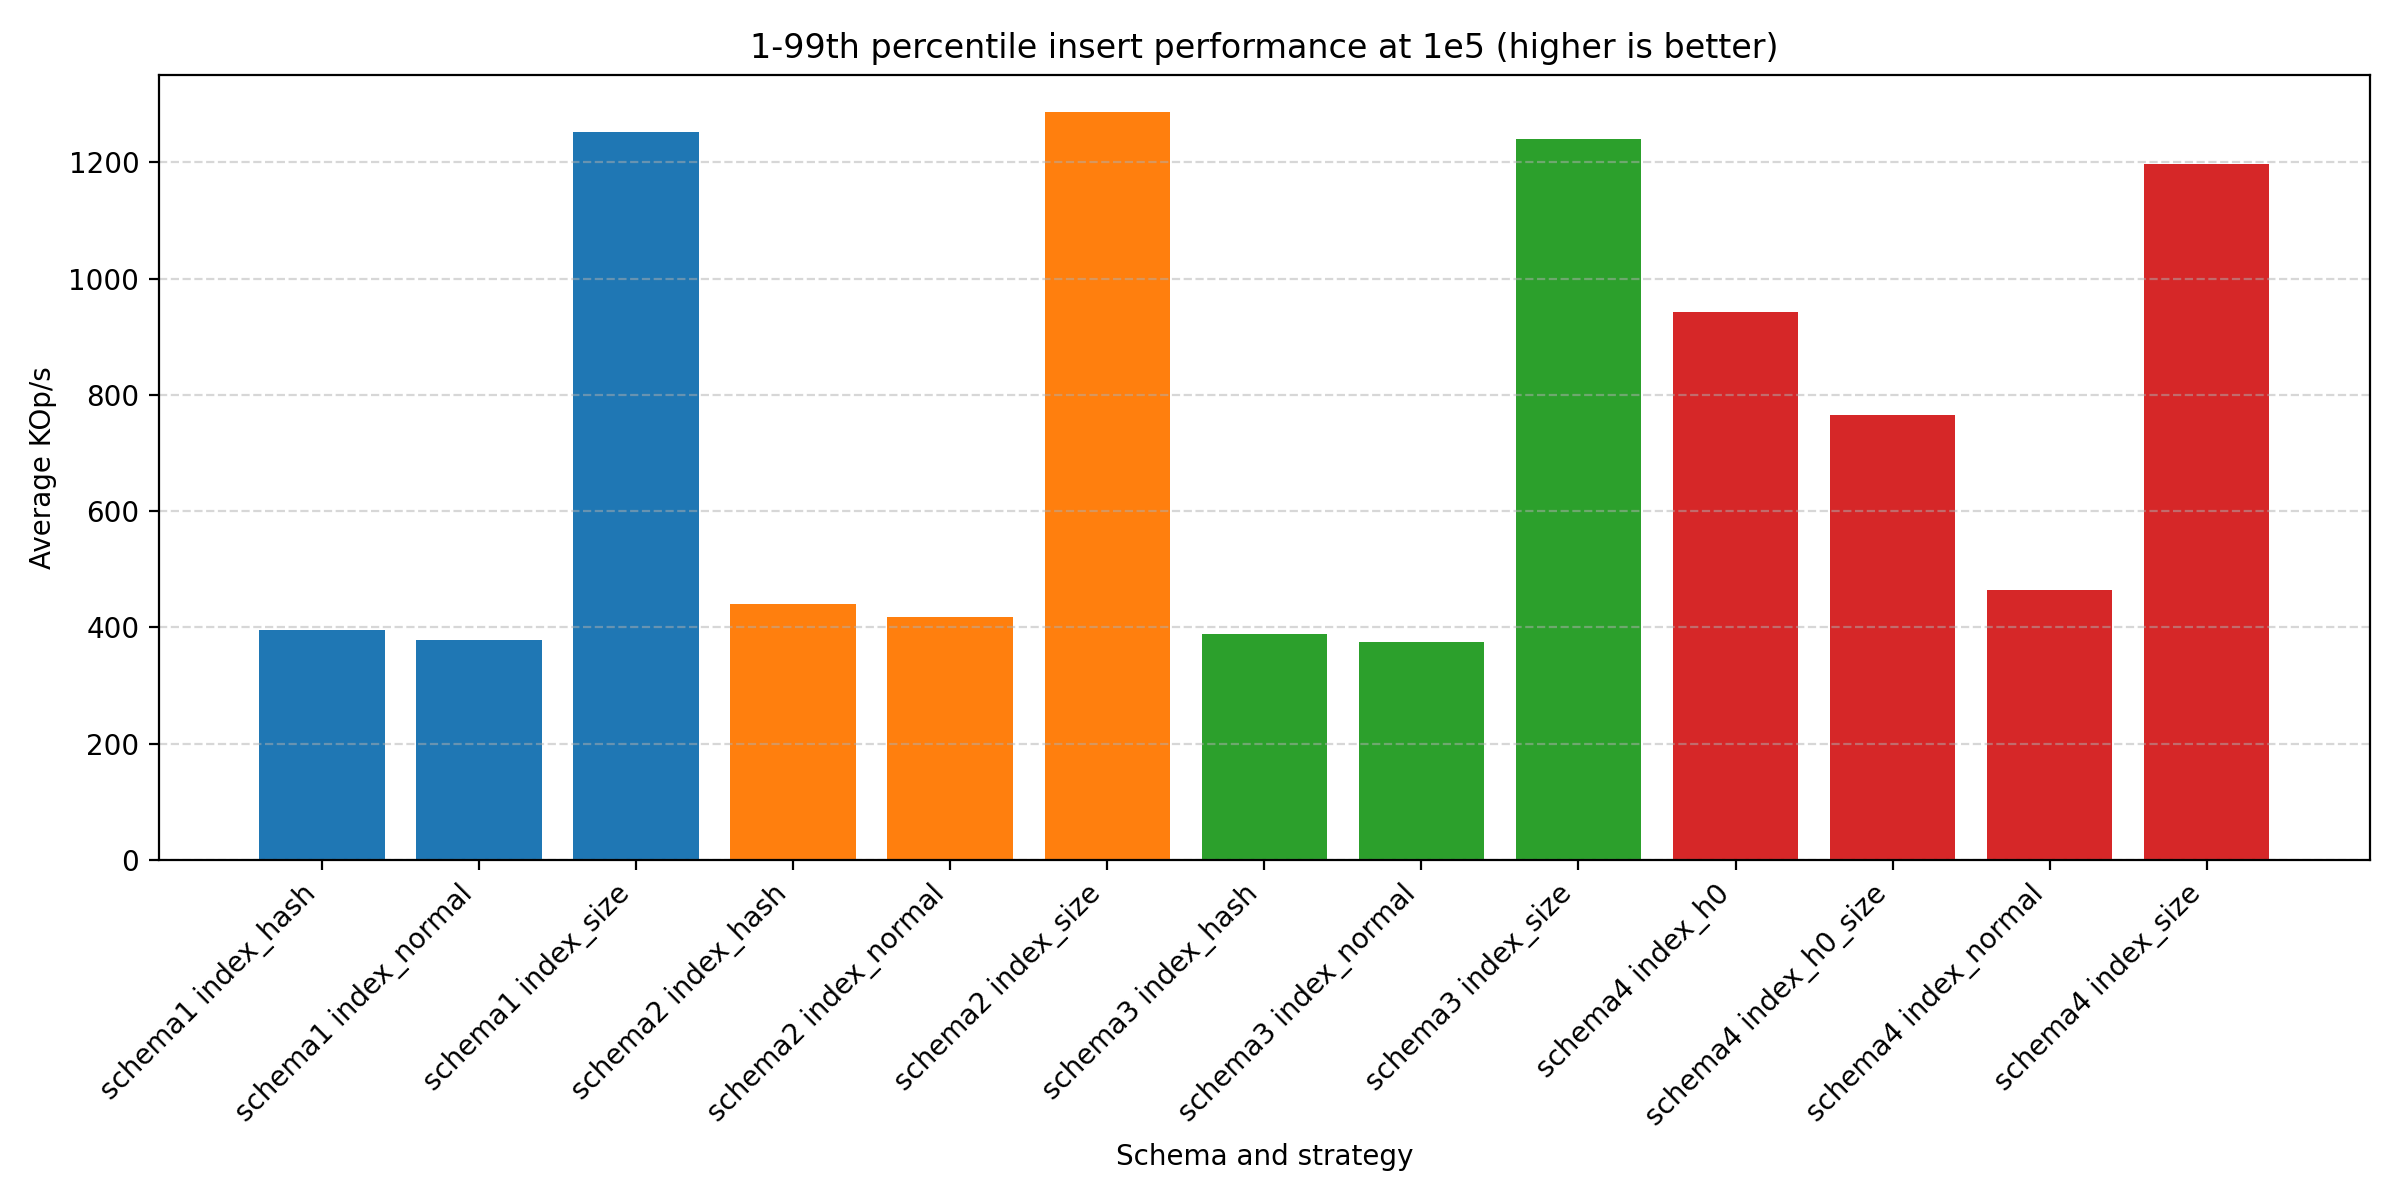 1-99th percentile insert performance at 1e5 (higher is better)
Average KOp/s
1200
1000
800
600
400
200
0
schema1 index_hash
schema1 index_normal
schema1 index_size
schema2 index_hash
schema2 index_normal
schema2 index_size
schema3 index_hash
schema3 index_normal
schema3 index_size
schema4 index_h0
schema4 index_h0_size
schema4 index_normal
schema4 index_size
Schema and strategy